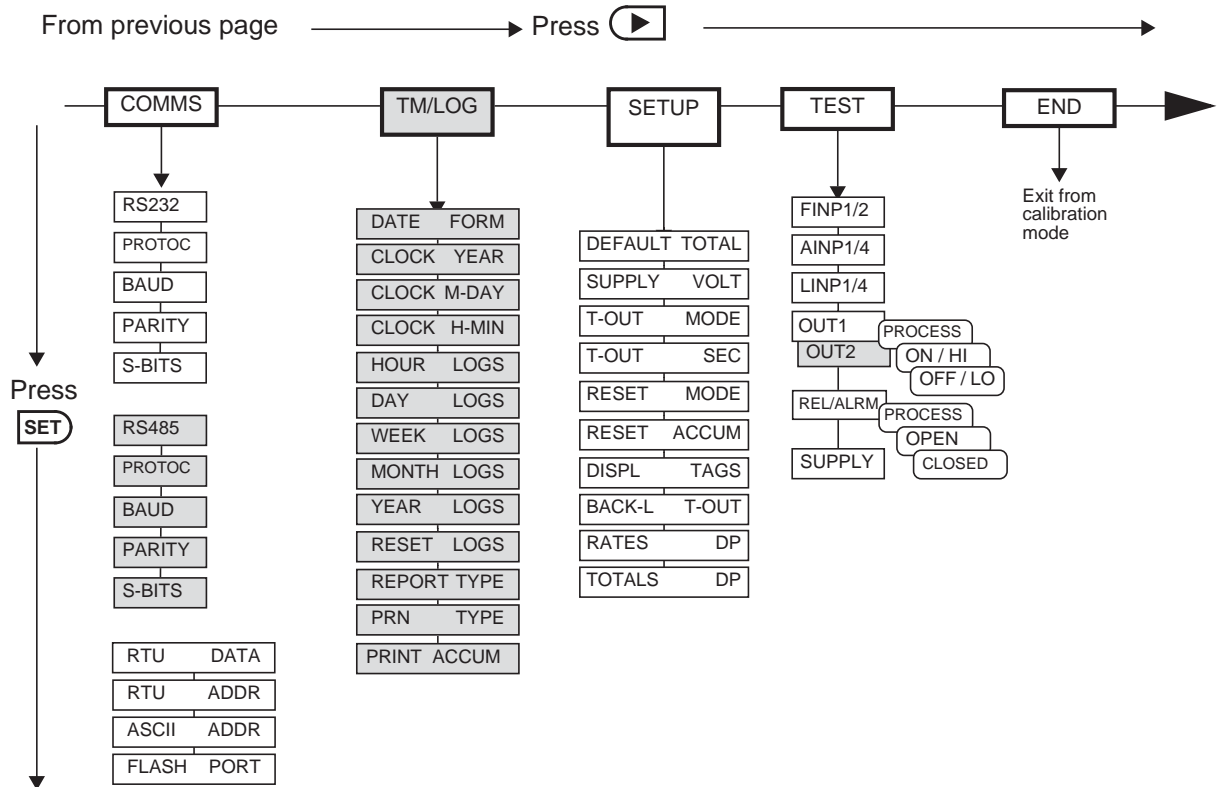 From previous page
Press
COMMS
TM/LOG
SETUP
TEST
END
Press
SET
RS232
PROTOC
BAUD
PARITY
S-BITS
RS485
PROTOC
BAUD
PARITY
S-BITS
RTU DATA
RTU ADDR
ASCII ADDR
FLASH PORT
DATE FORM
CLOCK YEAR
CLOCK M-DAY
CLOCK H-MIN
HOUR LOGS
DAY LOGS
WEEK LOGS
MONTH LOGS
YEAR LOGS
RESET LOGS
REPORT TYPE
PRN TYPE
PRINT ACCUM
DEFAULT TOTAL
SUPPLY VOLT
T-OUT MODE
T-OUT SEC
RESET MODE
RESET ACCUM
DISPL TAGS
BACK-L T-OUT
RATES DP
TOTALS DP
FINP1/2
AINP1/4
LINP1/4
OUT1
OUT2
PROCESS
ON / HI
OFF / LO
REL/ALRM
PROCESS
OPEN
CLOSED
SUPPLY
Exit from
calibration
mode